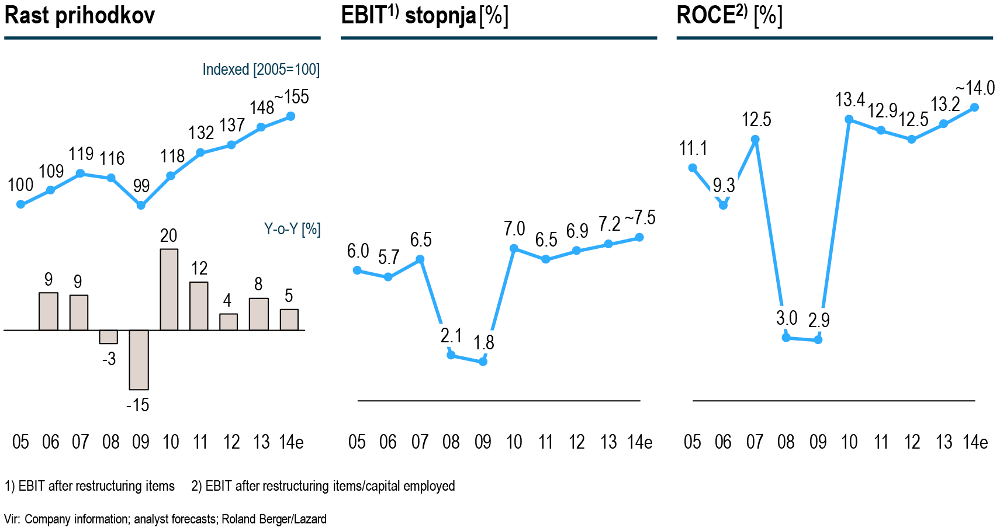 Rast prihodkov
Indexed [2005=100]
100 109 119 116 99 118 132 137 148 ~155
Y-o-Y [%]
9 9 -3 -15 20 12 4 8 5
05 06 07 08 09 10 11 12 13 14e
EBIT1) stopnja [%]
6.0 5.7 6.5 2.1 1.8 7.0 6.5 6.9 7.2 ~7.5
05 06 07 08 09 10 11 12 13 14e
ROCE2) [%]
11.1 9.3 12.5 3.0 2.9 13.4 12.9 12.5 13.2 ~14.0
05 06 07 08 09 10 11 12 13 14e
1) EBIT after restructuring items 2) EBIT after restructuring items/capital employed
Vir: Company information; analyst forecasts; Roland Berger/Lazard